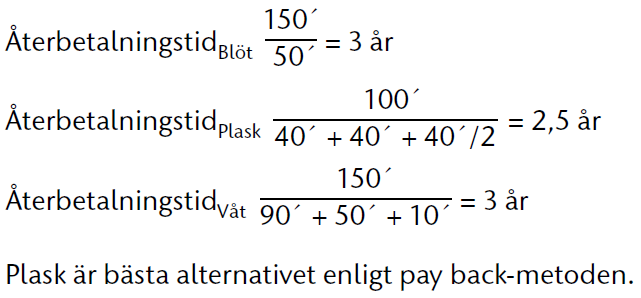 Återbetalningstid_Blöt 150´/50´ = 3 år
Återbetalningstid_Plask 100´/(40´ + 40´ + 40´/2) = 2,5 år
Återbetalningstid_Våt 150´/(90´ + 50´ + 10´) = 3 år
Plask är bästa alternativet enligt pay back-metoden.